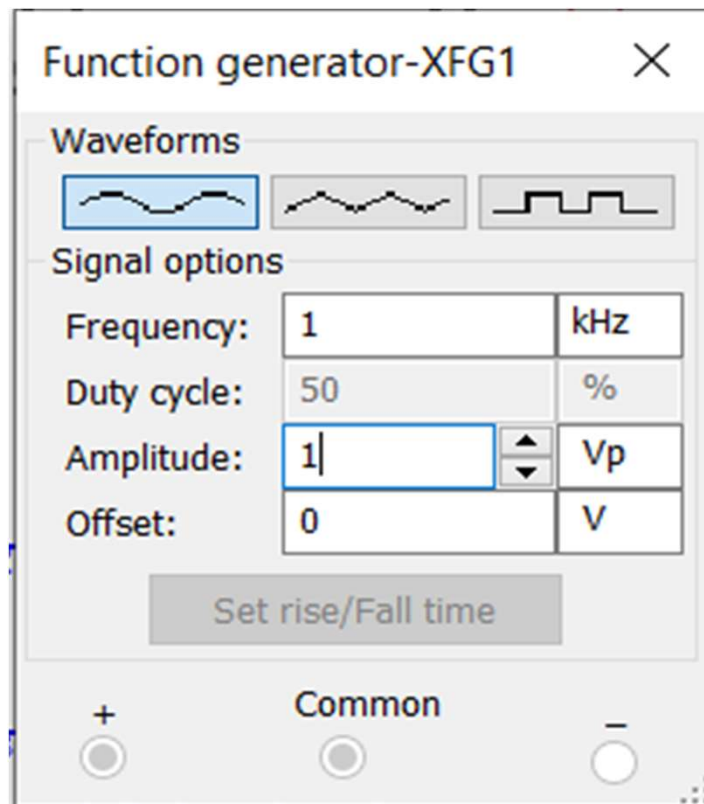 Function generator-XFG1
Waveforms
Signal options
Frequency: 1 kHz
Duty cycle: 50 %
Amplitude: 1 Vp
Offset: 0 V
Set rise/Fall time
+ Common −